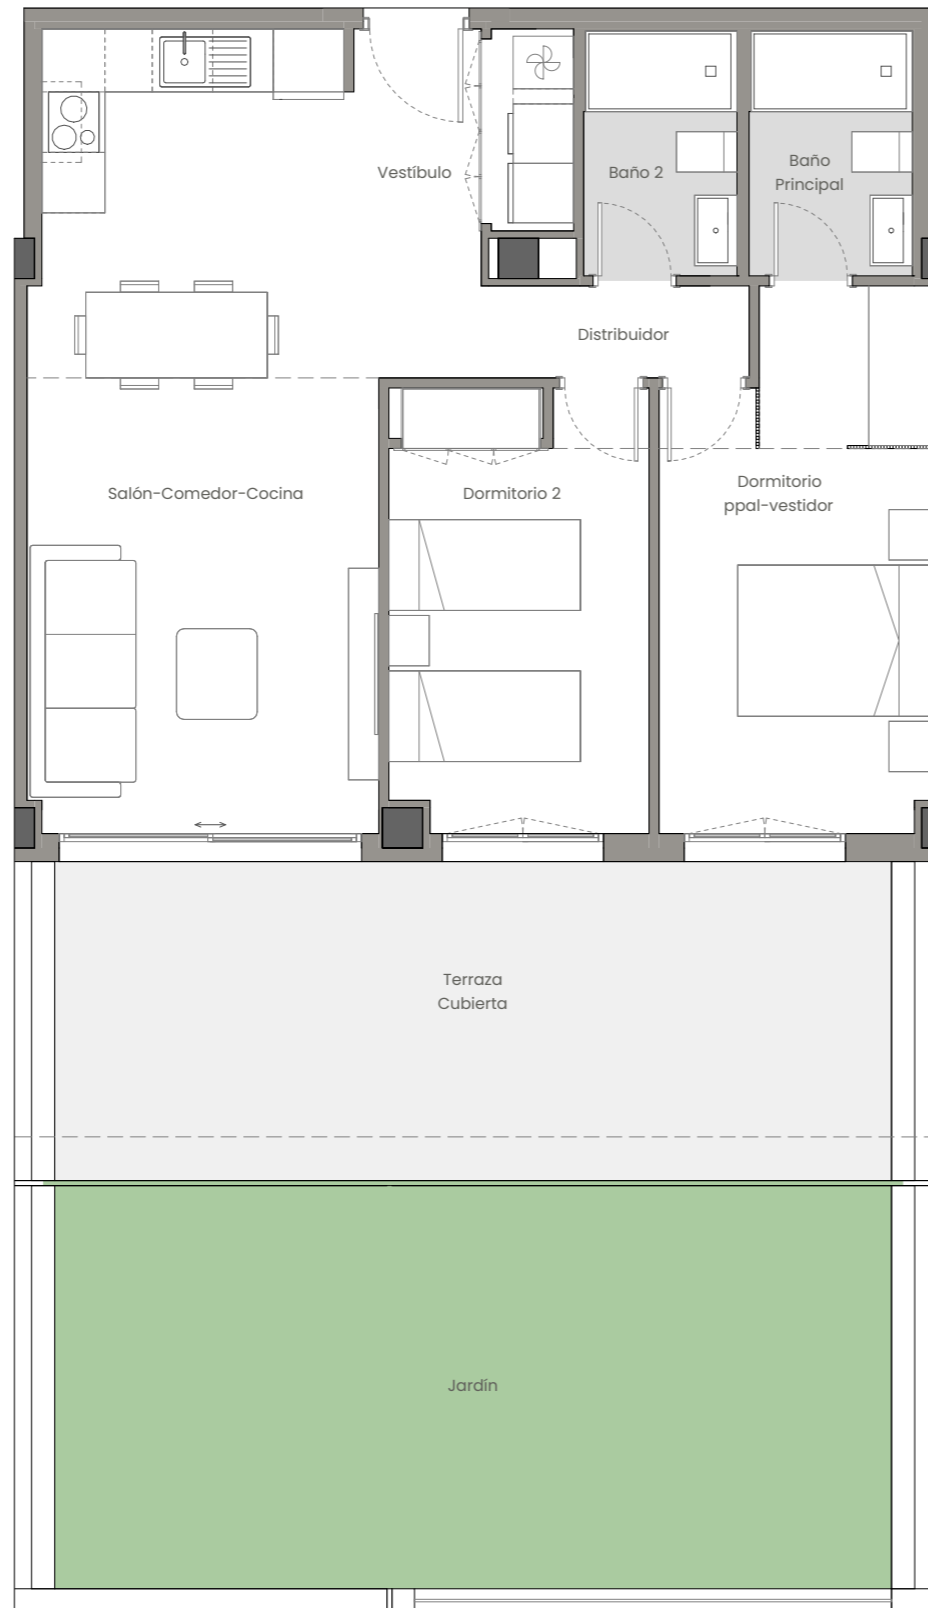 Vestíbulo
Baño 2
Baño
Principal
Distribuidor
Salón-Comedor-Cocina
Dormitorio 2
Dormitorio
ppal-vestidor
Terraza
Cubierta
Jardín